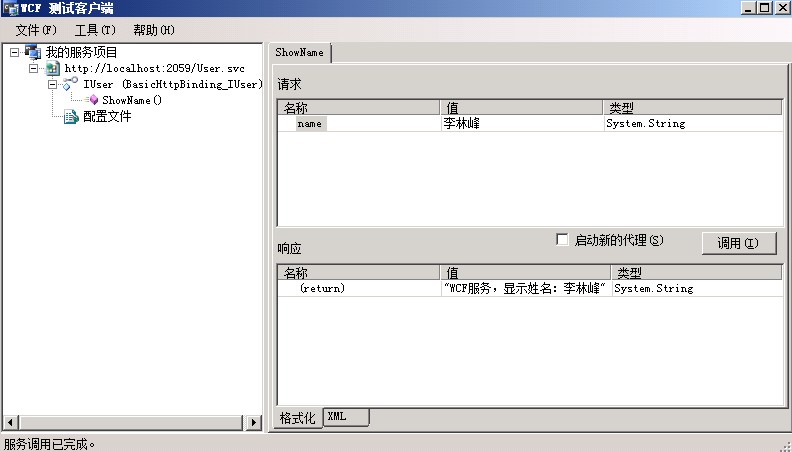 WCF 测试客户端
文件(F) 工具(T) 帮助(H)
我的服务项目
http://localhost:2059/User.svc
IUser (BasicHttpBinding_IUser)
ShowName()
配置文件
ShowName
请求
名称 值 类型
name 李林峰 System.String
启动新的代理(S) 调用(I)
响应
名称 值 类型
(return) "WCF服务，显示姓名：李林峰" System.String
格式化 XML
服务调用已完成。